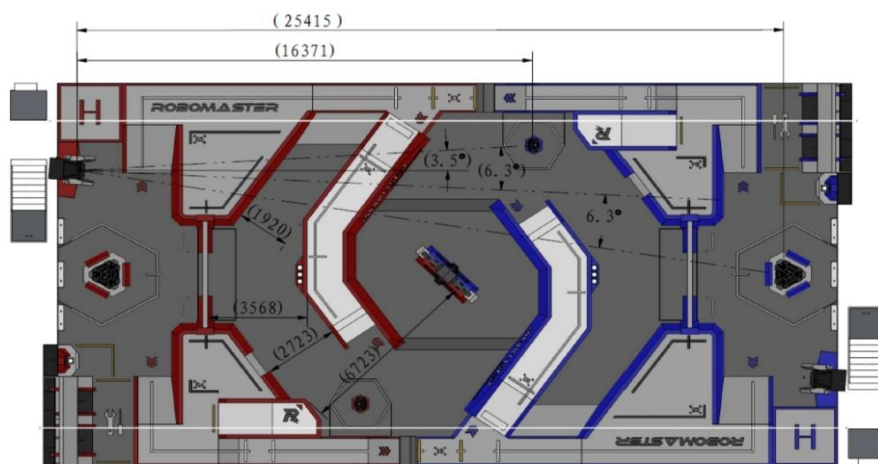 (25415)
(16371)
H
ROBOMASTER
R
(3.5°)
(6.3°)
6.3°
(1920)
(3568)
(2723)
(6723)
R
ROBOMASTER
H